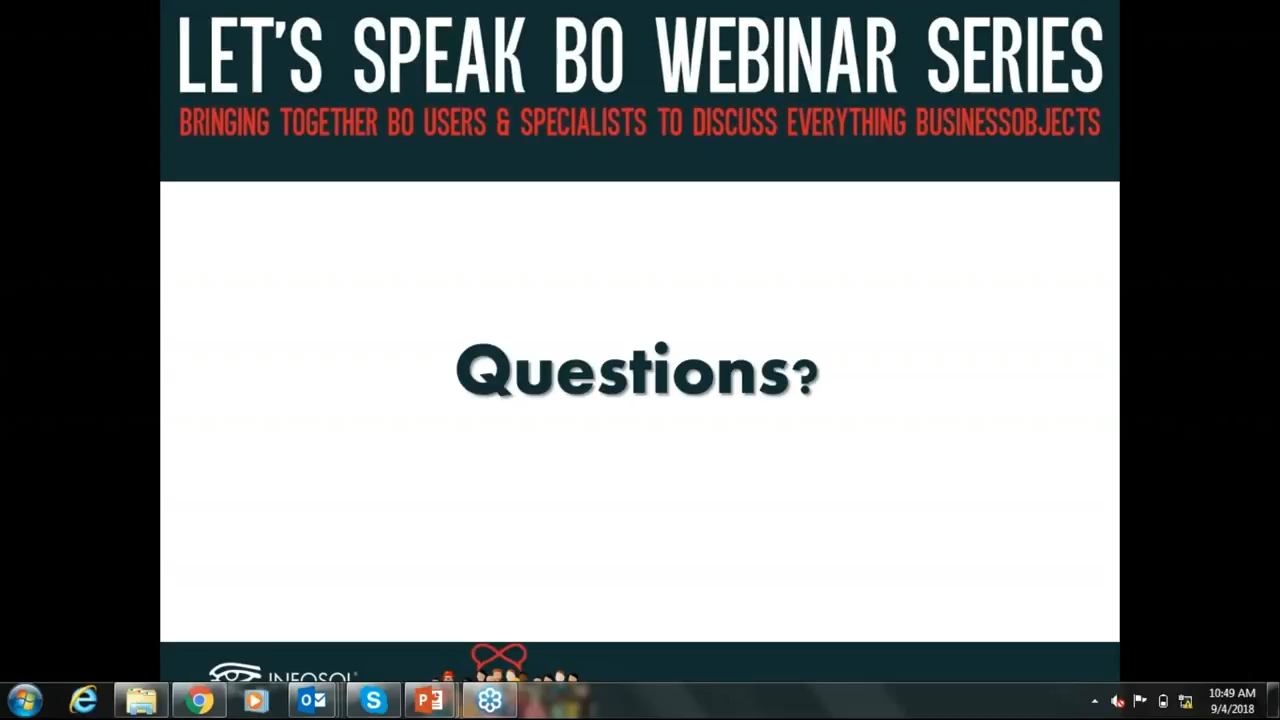 LET'S SPEAK BO WEBINAR SERIES
BRINGING TOGETHER BO USERS & SPECIALISTS TO DISCUSS EVERYTHING BUSINESSOBJECTS
Questions?
INFOSOL
10:49 AM
9/4/2018